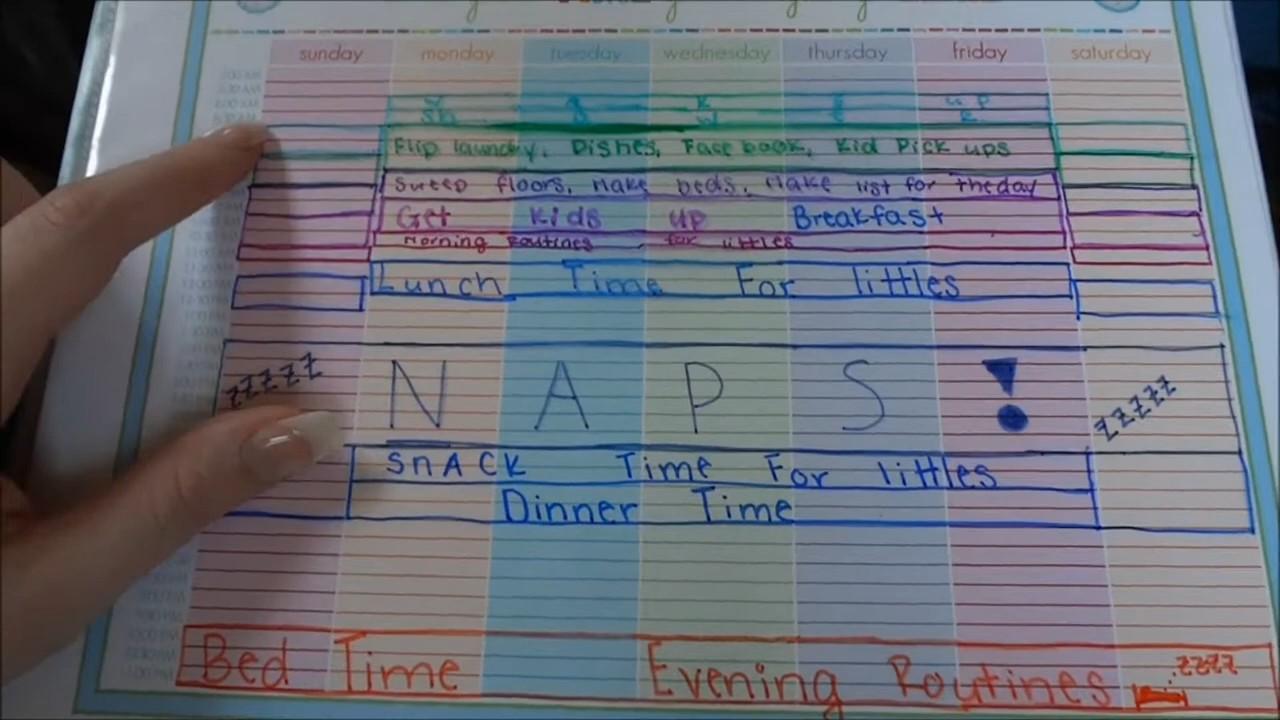 sunday monday tuesday wednesday thursday friday saturday
W A K E U P
Flip laundry, Dishes, Facebook, Kid Pick ups
Sweep floors, Make beds, Make list for the day
Get Kids up Breakfast
Morning Routines for littles
Lunch Time For littles
ZZZZZ N A P S ! ZZZZZ
SnACK Time For littles
Dinner Time
Bed Time Evening Routines ZZZZ